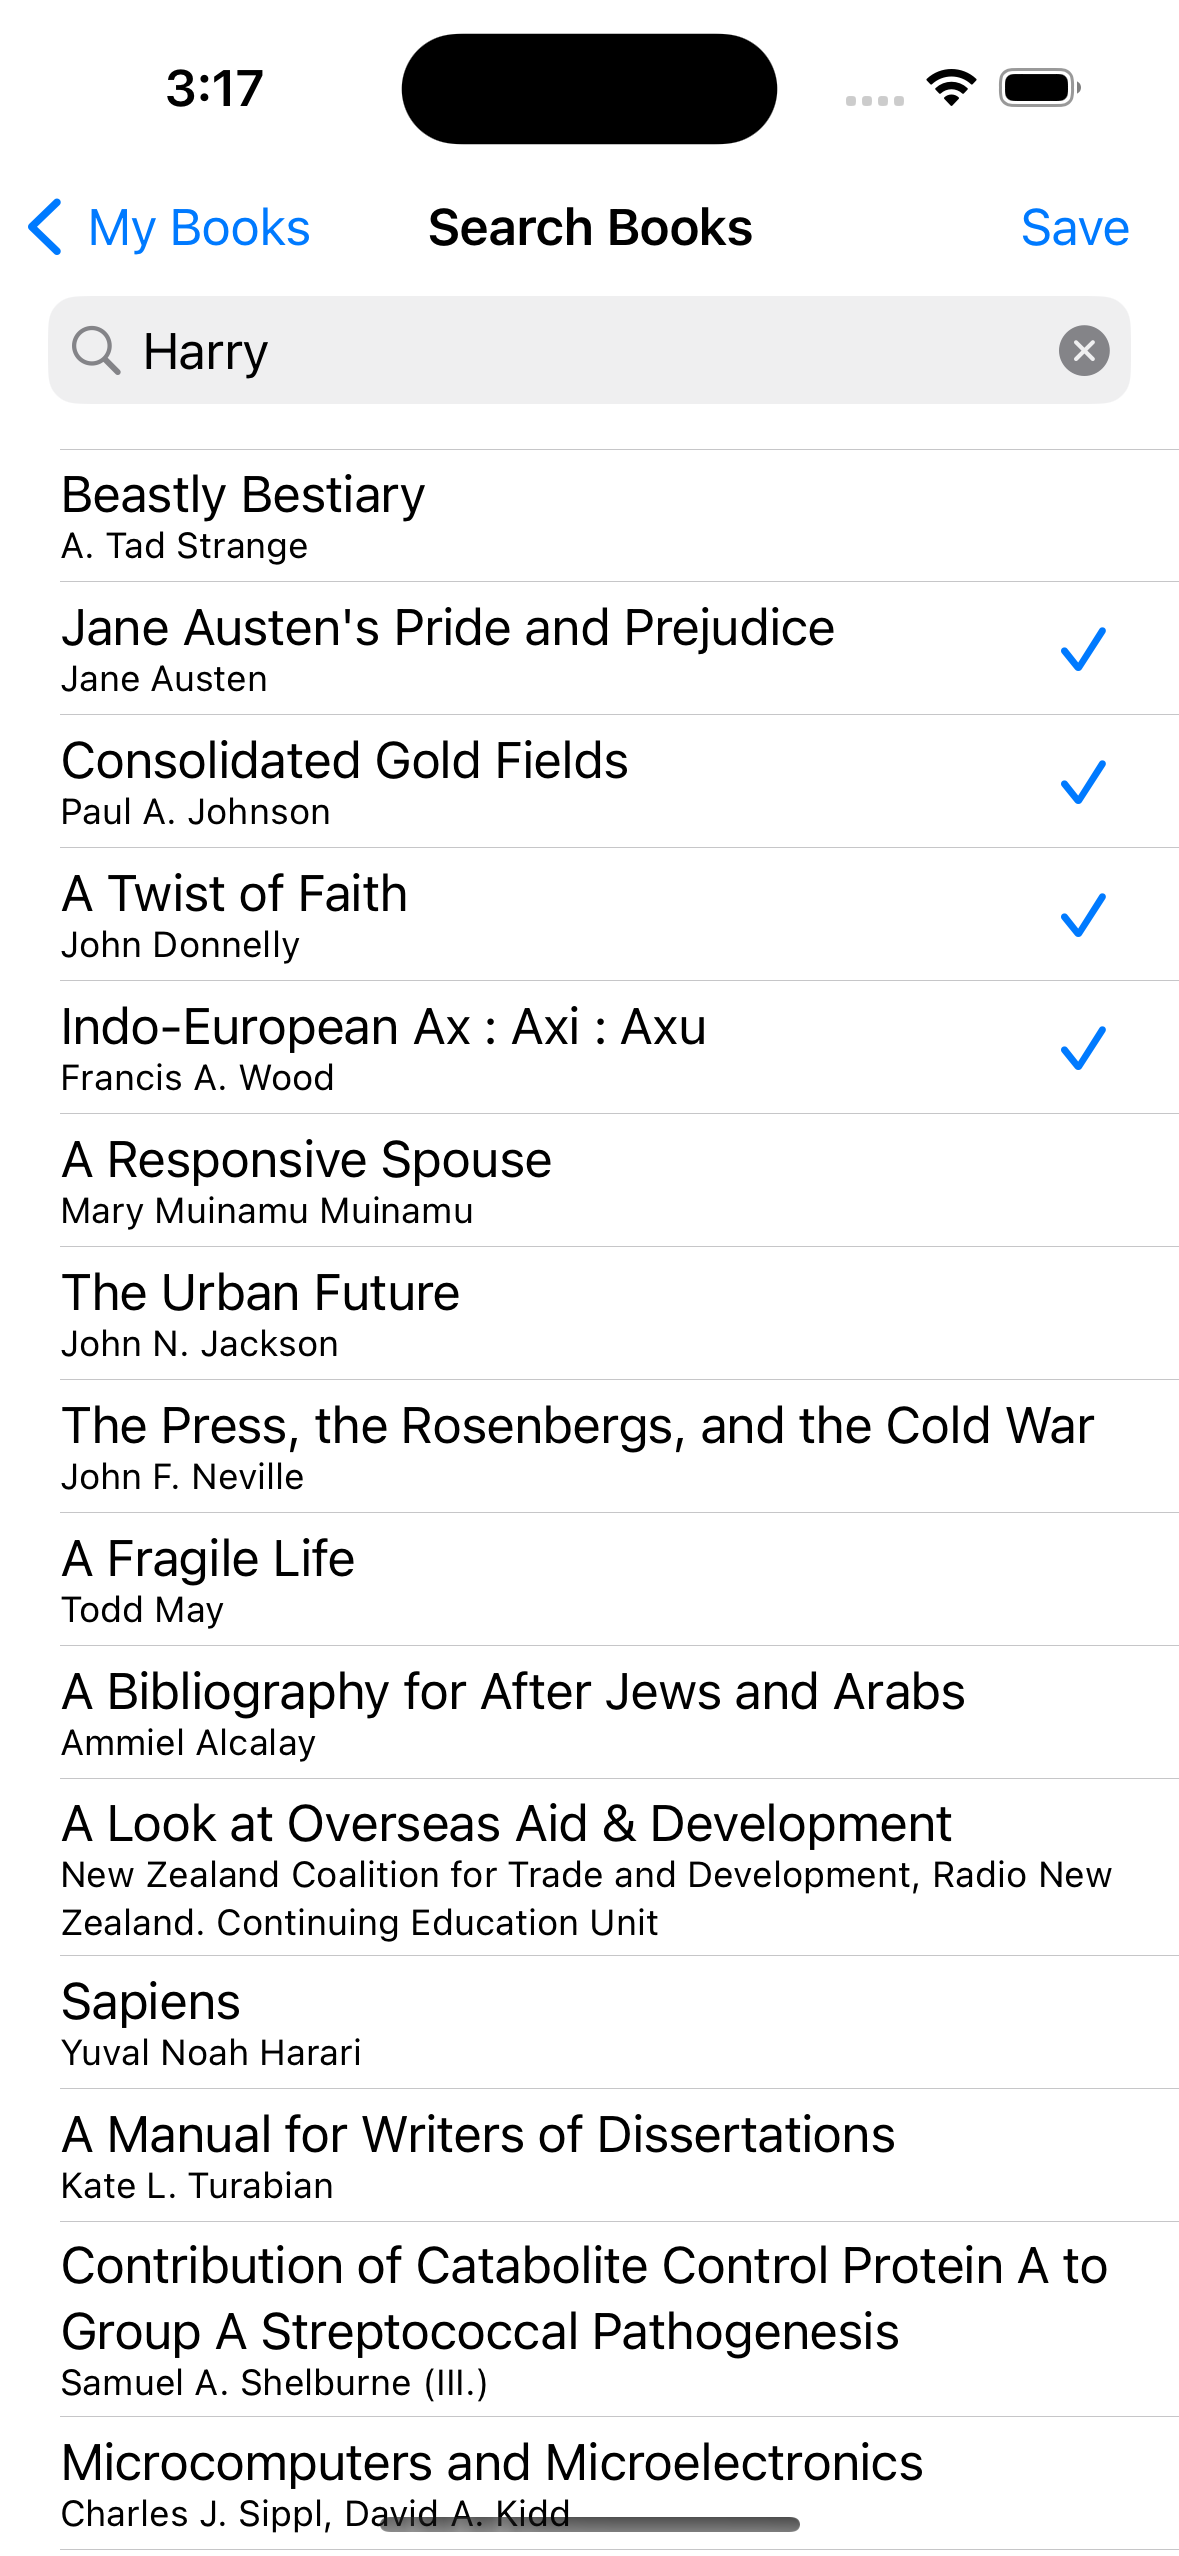 3:17
My Books
Search Books
Save
Harry
Beastly Bestiary
A. Tad Strange
Jane Austen's Pride and Prejudice
Jane Austen
Consolidated Gold Fields
Paul A. Johnson
A Twist of Faith
John Donnelly
Indo-European Ax : Axi : Axu
Francis A. Wood
A Responsive Spouse
Mary Muinamu Muinamu
The Urban Future
John N. Jackson
The Press, the Rosenbergs, and the Cold War
John F. Neville
A Fragile Life
Todd May
A Bibliography for After Jews and Arabs
Ammiel Alcalay
A Look at Overseas Aid & Development
New Zealand Coalition for Trade and Development, Radio New
Zealand. Continuing Education Unit
Sapiens
Yuval Noah Harari
A Manual for Writers of Dissertations
Kate L. Turabian
Contribution of Catabolite Control Protein A to
Group A Streptococcal Pathogenesis
Samuel A. Shelburne (III.)
Microcomputers and Microelectronics
Charles J. Sippl, David A. Kidd